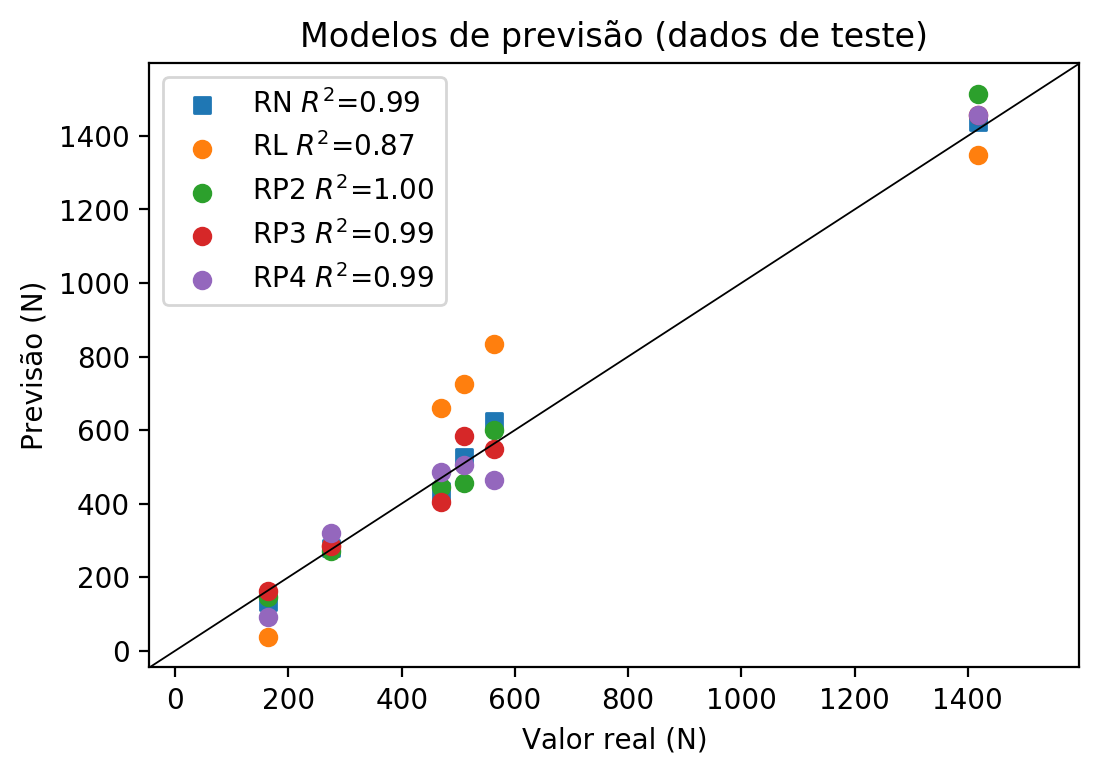 Modelos de previsão (dados de teste)
RN R²=0.99
RL R²=0.87
RP2 R²=1.00
RP3 R²=0.99
RP4 R²=0.99
Previsão (N)
1400
1200
1000
800
600
400
200
0
0 200 400 600 800 1000 1200 1400
Valor real (N)